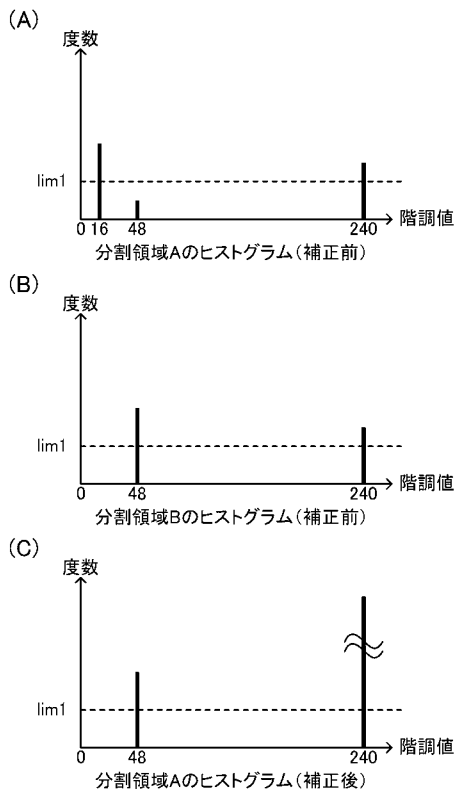 (A)
度数
lim1
0 16 48 240 階調値
分割領域Aのヒストグラム(補正前)
(B)
度数
lim1
0 48 240 階調値
分割領域Bのヒストグラム(補正前)
(C)
度数
lim1
0 48 240 階調値
分割領域Aのヒストグラム(補正後)